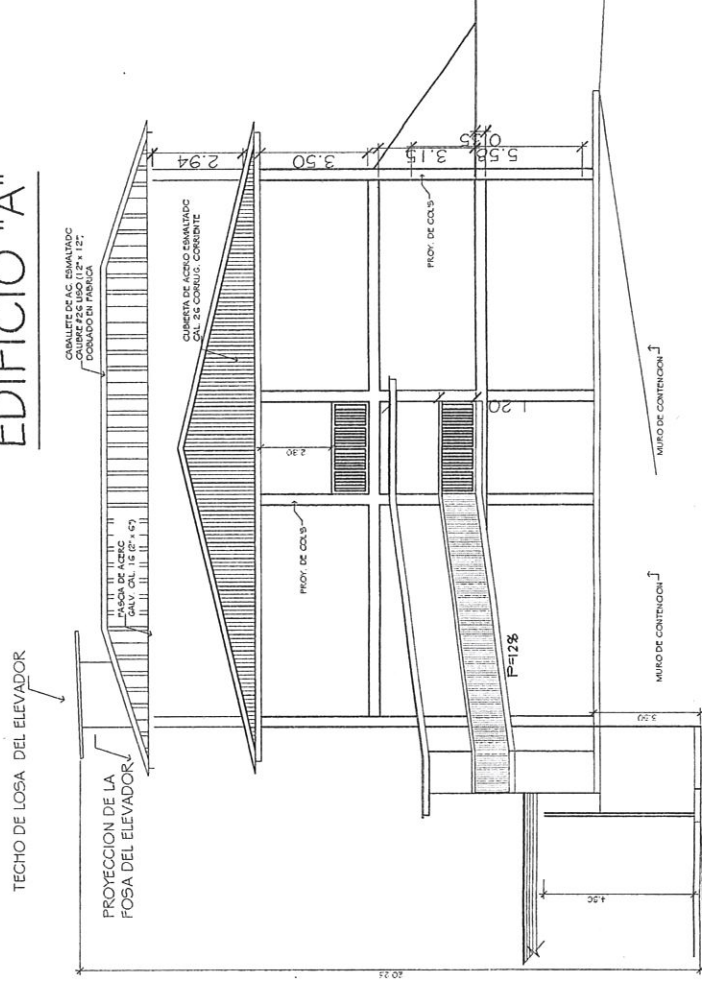 EDIFICIO "A"
TECHO DE LOSA DEL ELEVADOR
CABALLETE DE AC. ESMALTADO
CALIBRE #26 LISO (12" x 12",
DOBLADO EN FABRICA
FASCIA DE ACERO
GALV. CAL. 16 (2" x 6")
PROYECCION DE LA
FOSA DEL ELEVADOR
2.94
CUBIERTA DE ACERO ESMALTADO
CAL. 26 CORRUG. CORRIENTE
3.50
2.30
PROY. DE COLS
3.15
PROY. DE COLS
5.58
1.20
P=12%
3.50
MURO DE CONTENCION
MURO DE CONTENCION
4.50
20.25